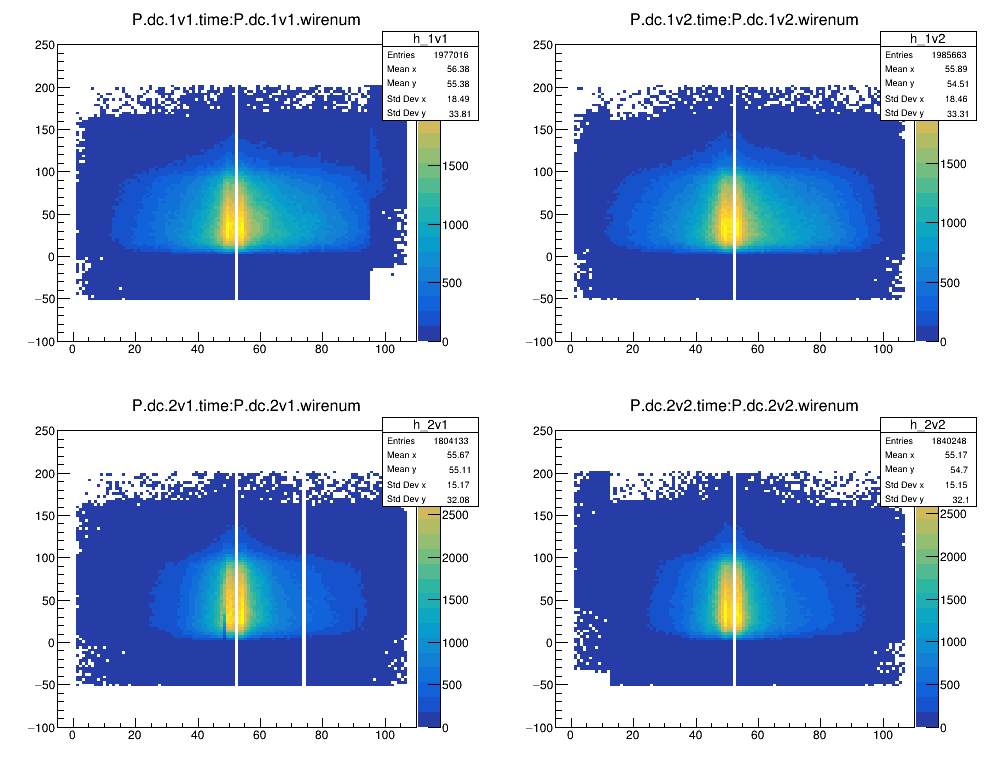 P.dc.1v1.time:P.dc.1v1.wirenum
h_1v1
Entries 1977016
Mean x 56.38
Mean y 55.38
Std Dev x 18.49
Std Dev y 33.81
250
200
150
100
50
0
−50
−100
0 20 40 60 80 100
1500
1000
500
0
P.dc.1v2.time:P.dc.1v2.wirenum
h_1v2
Entries 1985663
Mean x 55.89
Mean y 54.51
Std Dev x 18.46
Std Dev y 33.31
250
200
150
100
50
0
−50
−100
0 20 40 60 80 100
1500
1000
500
0
P.dc.2v1.time:P.dc.2v1.wirenum
h_2v1
Entries 1804133
Mean x 55.67
Mean y 55.11
Std Dev x 15.17
Std Dev y 32.08
250
200
150
100
50
0
−50
−100
0 20 40 60 80 100
2500
2000
1500
1000
500
0
P.dc.2v2.time:P.dc.2v2.wirenum
h_2v2
Entries 1840248
Mean x 55.17
Mean y 54.7
Std Dev x 15.15
Std Dev y 32.1
250
200
150
100
50
0
−50
−100
0 20 40 60 80 100
2500
2000
1500
1000
500
0